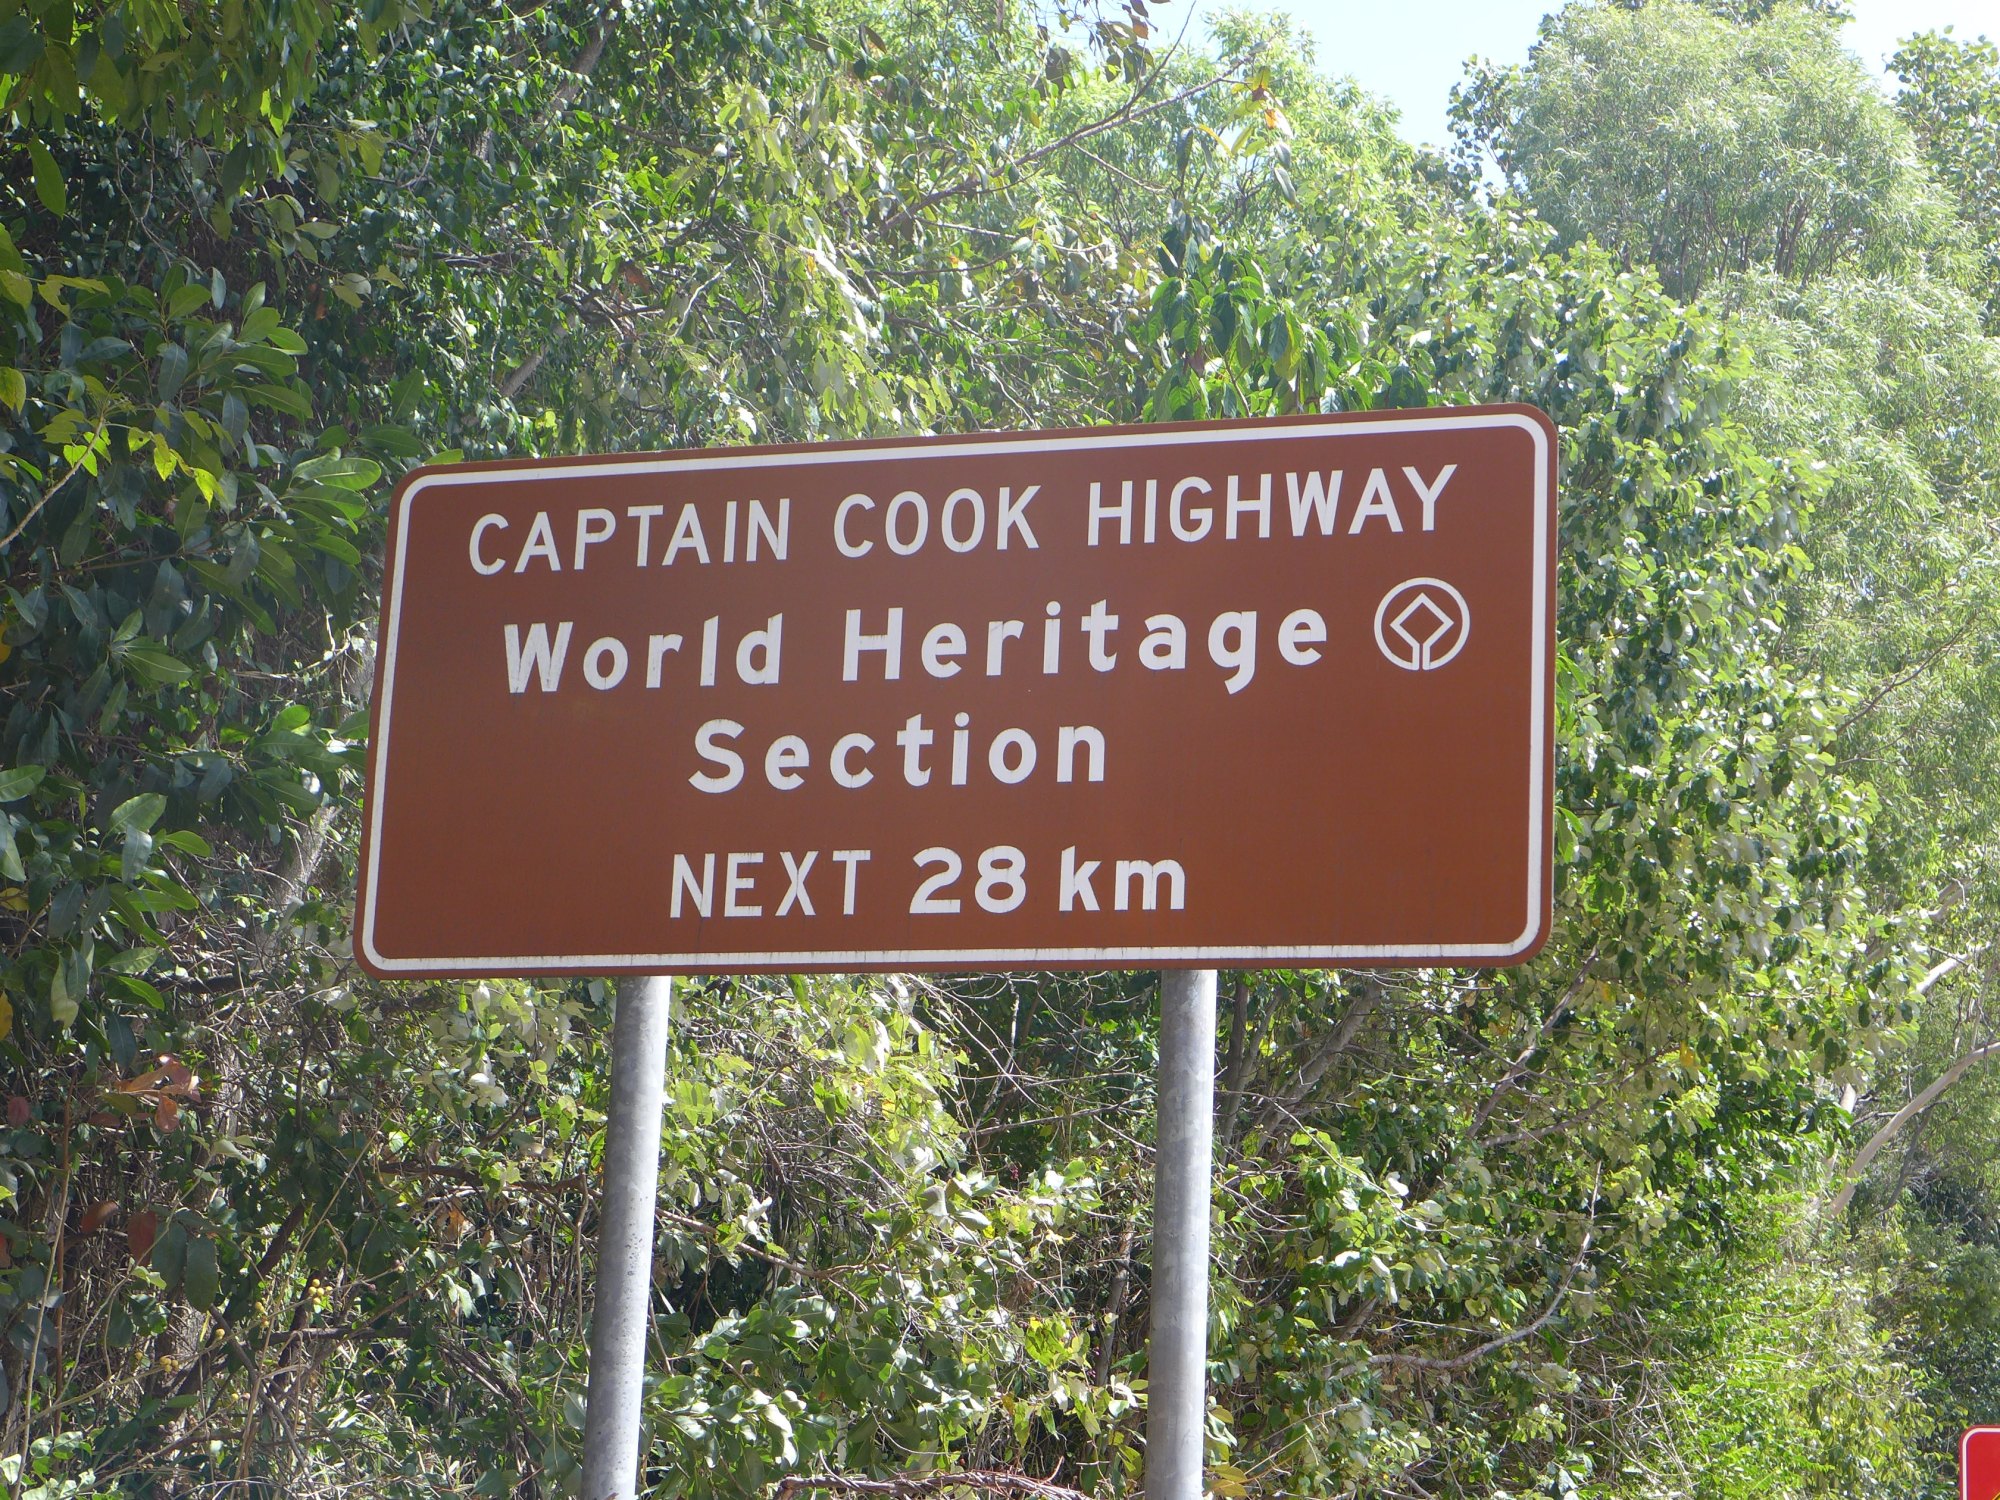 CAPTAIN COOK HIGHWAY
World Heritage
Section
NEXT 28 km